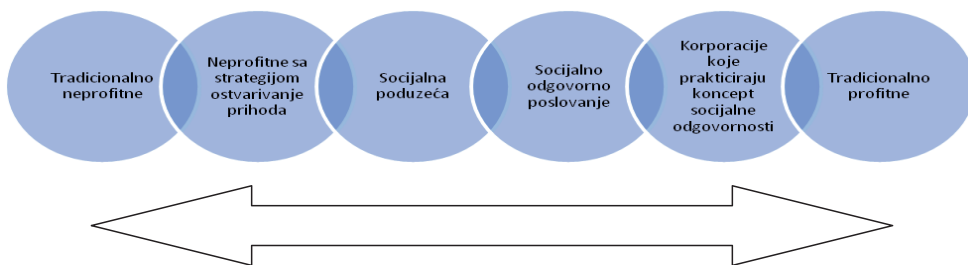 Tradicionalno
neprofitne
Neprofitne sa
strategijom
ostvarivanje
prihoda
Socijalna
poduzeća
Socijalno
odgovorno
poslovanje
Korporacije
koje
prakticiraju
koncept
socijalne
odgovornosti
Tradicionalno
profitne